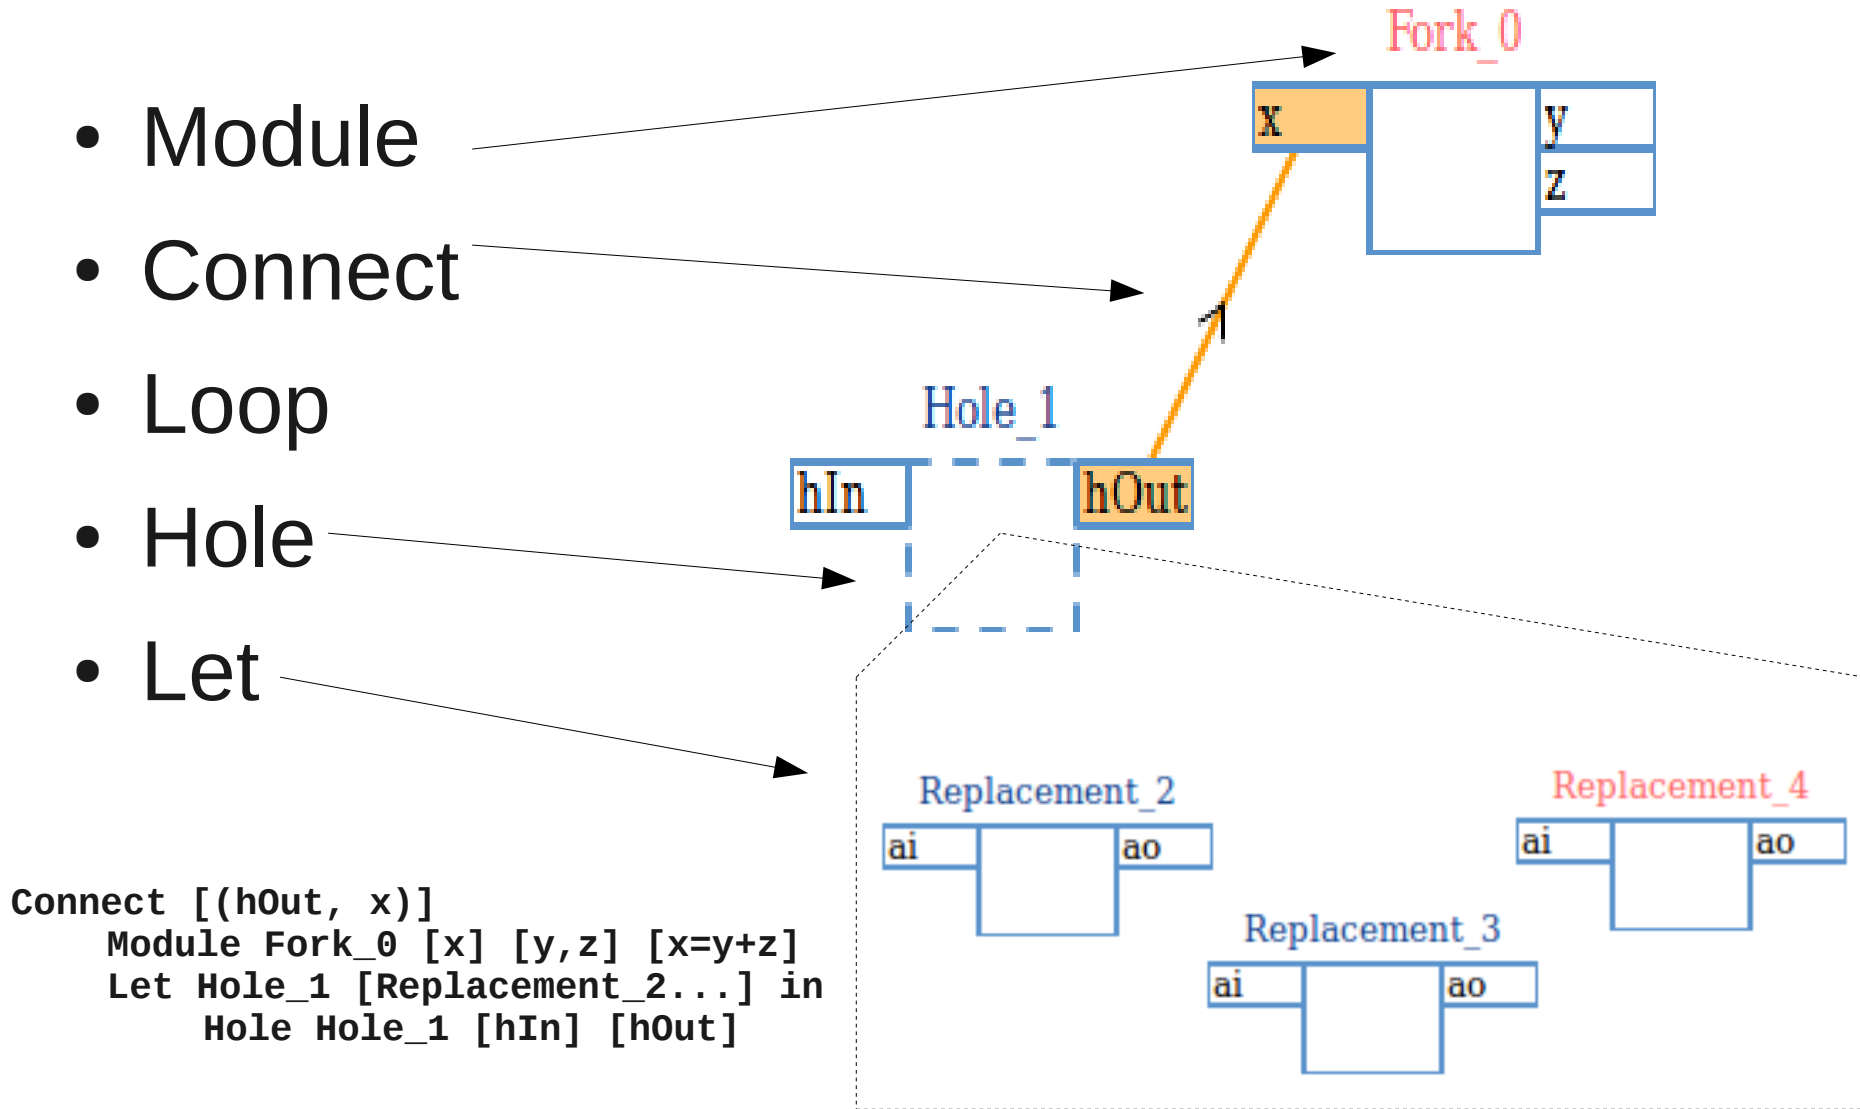 • Module
• Connect
• Loop
• Hole
• Let
Fork_0
x
y
z
Hole_1
hIn
hOut
Replacement_2
ai
ao
Replacement_3
ai
ao
Replacement_4
ai
ao
Connect [(hOut, x)]
Module Fork_0 [x] [y,z] [x=y+z]
Let Hole_1 [Replacement_2...] in
Hole Hole_1 [hIn] [hOut]